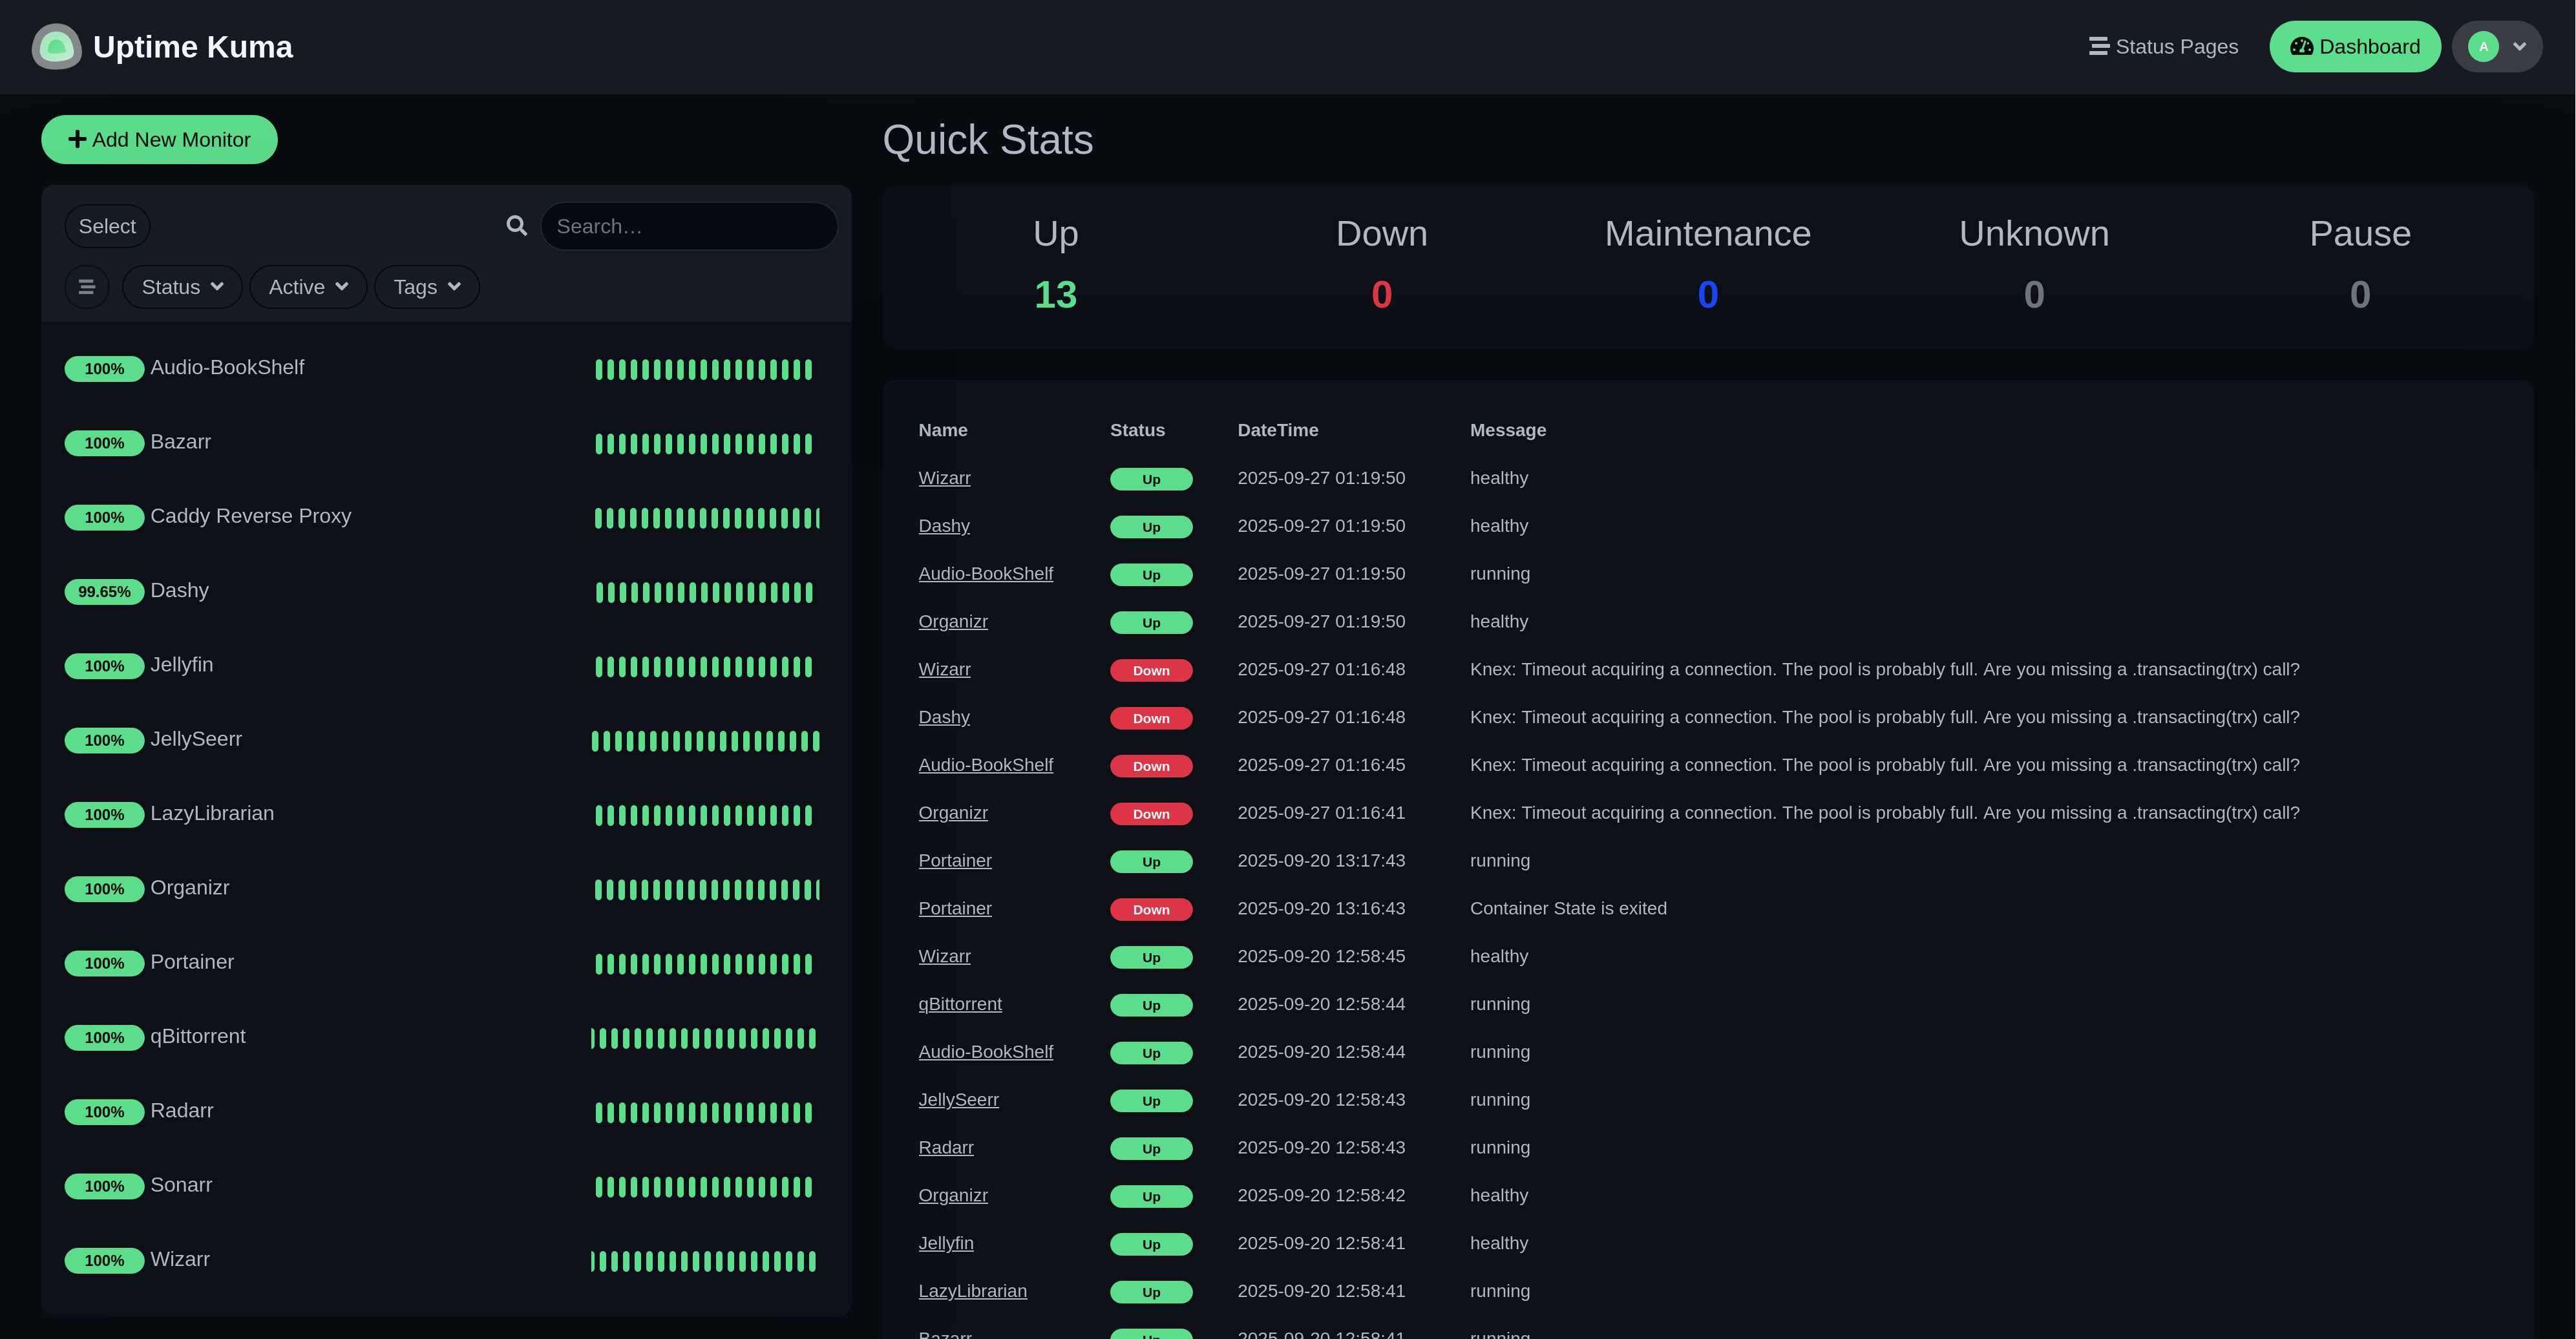 Uptime Kuma
Status Pages
Dashboard
A
Add New Monitor
Select
Search…
Status
Active
Tags
100% Audio-BookShelf
100% Bazarr
100% Caddy Reverse Proxy
99.65% Dashy
100% Jellyfin
100% JellySeerr
100% LazyLibrarian
100% Organizr
100% Portainer
100% qBittorrent
100% Radarr
100% Sonarr
100% Wizarr
Quick Stats
Up Down Maintenance Unknown Pause
13 0 0 0 0
Name Status DateTime Message
Wizarr Up 2025-09-27 01:19:50 healthy
Dashy Up 2025-09-27 01:19:50 healthy
Audio-BookShelf Up 2025-09-27 01:19:50 running
Organizr Up 2025-09-27 01:19:50 healthy
Wizarr Down 2025-09-27 01:16:48 Knex: Timeout acquiring a connection. The pool is probably full. Are you missing a .transacting(trx) call?
Dashy Down 2025-09-27 01:16:48 Knex: Timeout acquiring a connection. The pool is probably full. Are you missing a .transacting(trx) call?
Audio-BookShelf Down 2025-09-27 01:16:45 Knex: Timeout acquiring a connection. The pool is probably full. Are you missing a .transacting(trx) call?
Organizr Down 2025-09-27 01:16:41 Knex: Timeout acquiring a connection. The pool is probably full. Are you missing a .transacting(trx) call?
Portainer Up 2025-09-20 13:17:43 running
Portainer Down 2025-09-20 13:16:43 Container State is exited
Wizarr Up 2025-09-20 12:58:45 healthy
qBittorrent Up 2025-09-20 12:58:44 running
Audio-BookShelf Up 2025-09-20 12:58:44 running
JellySeerr Up 2025-09-20 12:58:43 running
Radarr Up 2025-09-20 12:58:43 running
Organizr Up 2025-09-20 12:58:42 healthy
Jellyfin Up 2025-09-20 12:58:41 healthy
LazyLibrarian Up 2025-09-20 12:58:41 running
Bazarr Up 2025-09-20 12:58:41 running